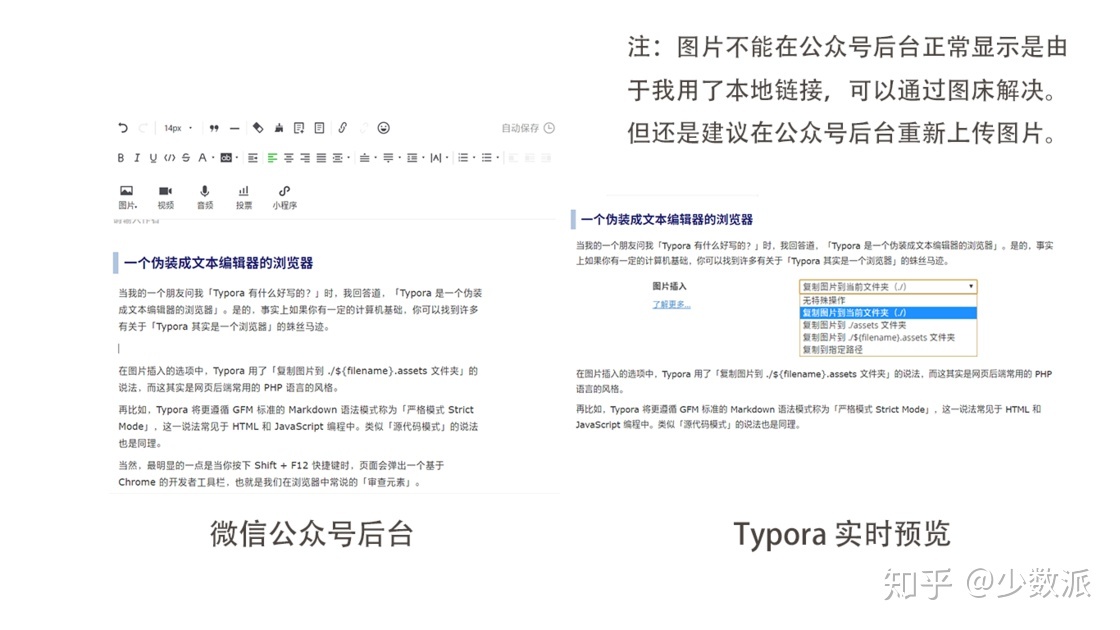 注：图片不能在公众号后台正常显示是由
于我用了本地链接，可以通过图床解决。
但还是建议在公众号后台重新上传图片。
14px
自动保存
B I U </> S A
图片 视频 音频 投票 小程序
请输入作者
一个伪装成文本编辑器的浏览器
当我的一个朋友问我「Typora 有什么好写的？」时，我回答道，「Typora 是一个伪装
成文本编辑器的浏览器」。是的，事实上如果你有一定的计算机基础，你可以找到许多
有关于「Typora 其实是一个浏览器」的蛛丝马迹。
在图片插入的选项中，Typora 用了「复制图片到 ./${filename}.assets 文件夹」的
说法，而这其实是网页后端常用的 PHP 语言的风格。
再比如，Typora 将更遵循 GFM 标准的 Markdown 语法模式称为「严格模式 Strict
Mode」，这一说法常见于 HTML 和 JavaScript 编程中。类似「源代码模式」的说法
也是同理。
当然，最明显的一点是当你按下 Shift + F12 快捷键时，页面会弹出一个基于
Chrome 的开发者工具栏，也就是我们在浏览器中常说的「审查元素」。
微信公众号后台
一个伪装成文本编辑器的浏览器
当我的一个朋友问我「Typora 有什么好写的？」时，我回答道，「Typora 是一个伪装成文本编辑器的浏览器」。是的，事实
上如果你有一定的计算机基础，你可以找到许多有关于「Typora 其实是一个浏览器」的蛛丝马迹。
图片插入
了解更多...
复制图片到当前文件夹（./）
无特殊操作
复制图片到当前文件夹（./）
复制图片到 ./assets 文件夹
复制图片到 ./${filename}.assets 文件夹
复制到指定路径
在图片插入的选项中，Typora 用了「复制图片到 ./${filename}.assets 文件夹」的说法，而这其实是网页后端常用的 PHP
语言的风格。
再比如，Typora 将更遵循 GFM 标准的 Markdown 语法模式称为「严格模式 Strict Mode」，这一说法常见于 HTML 和
JavaScript 编程中。类似「源代码模式」的说法也是同理。
Typora 实时预览
知乎 @少数派